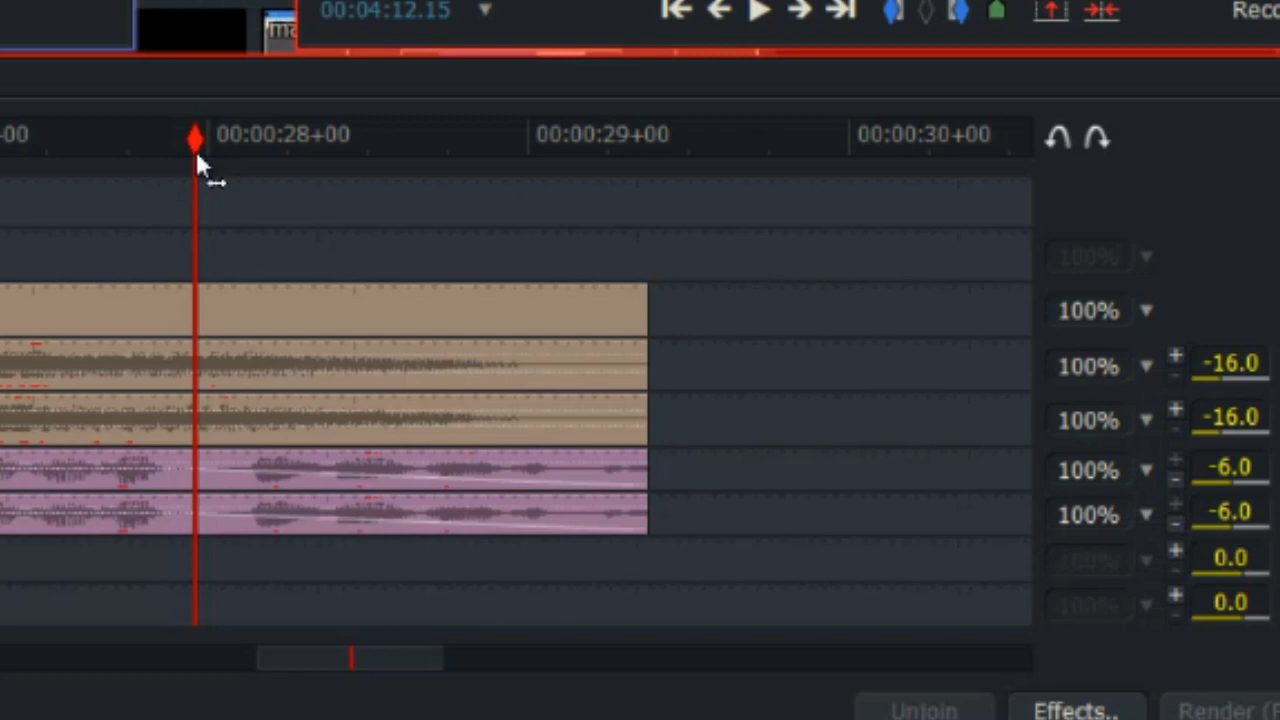 00:04:12.15
ma
Reco
-00
00:00:28+00
00:00:29+00
00:00:30+00
100%
100%
100% -16.0
100% -16.0
100% -6.0
100% -6.0
100% 0.0
100% 0.0
Unjoin
Effects..
Render (